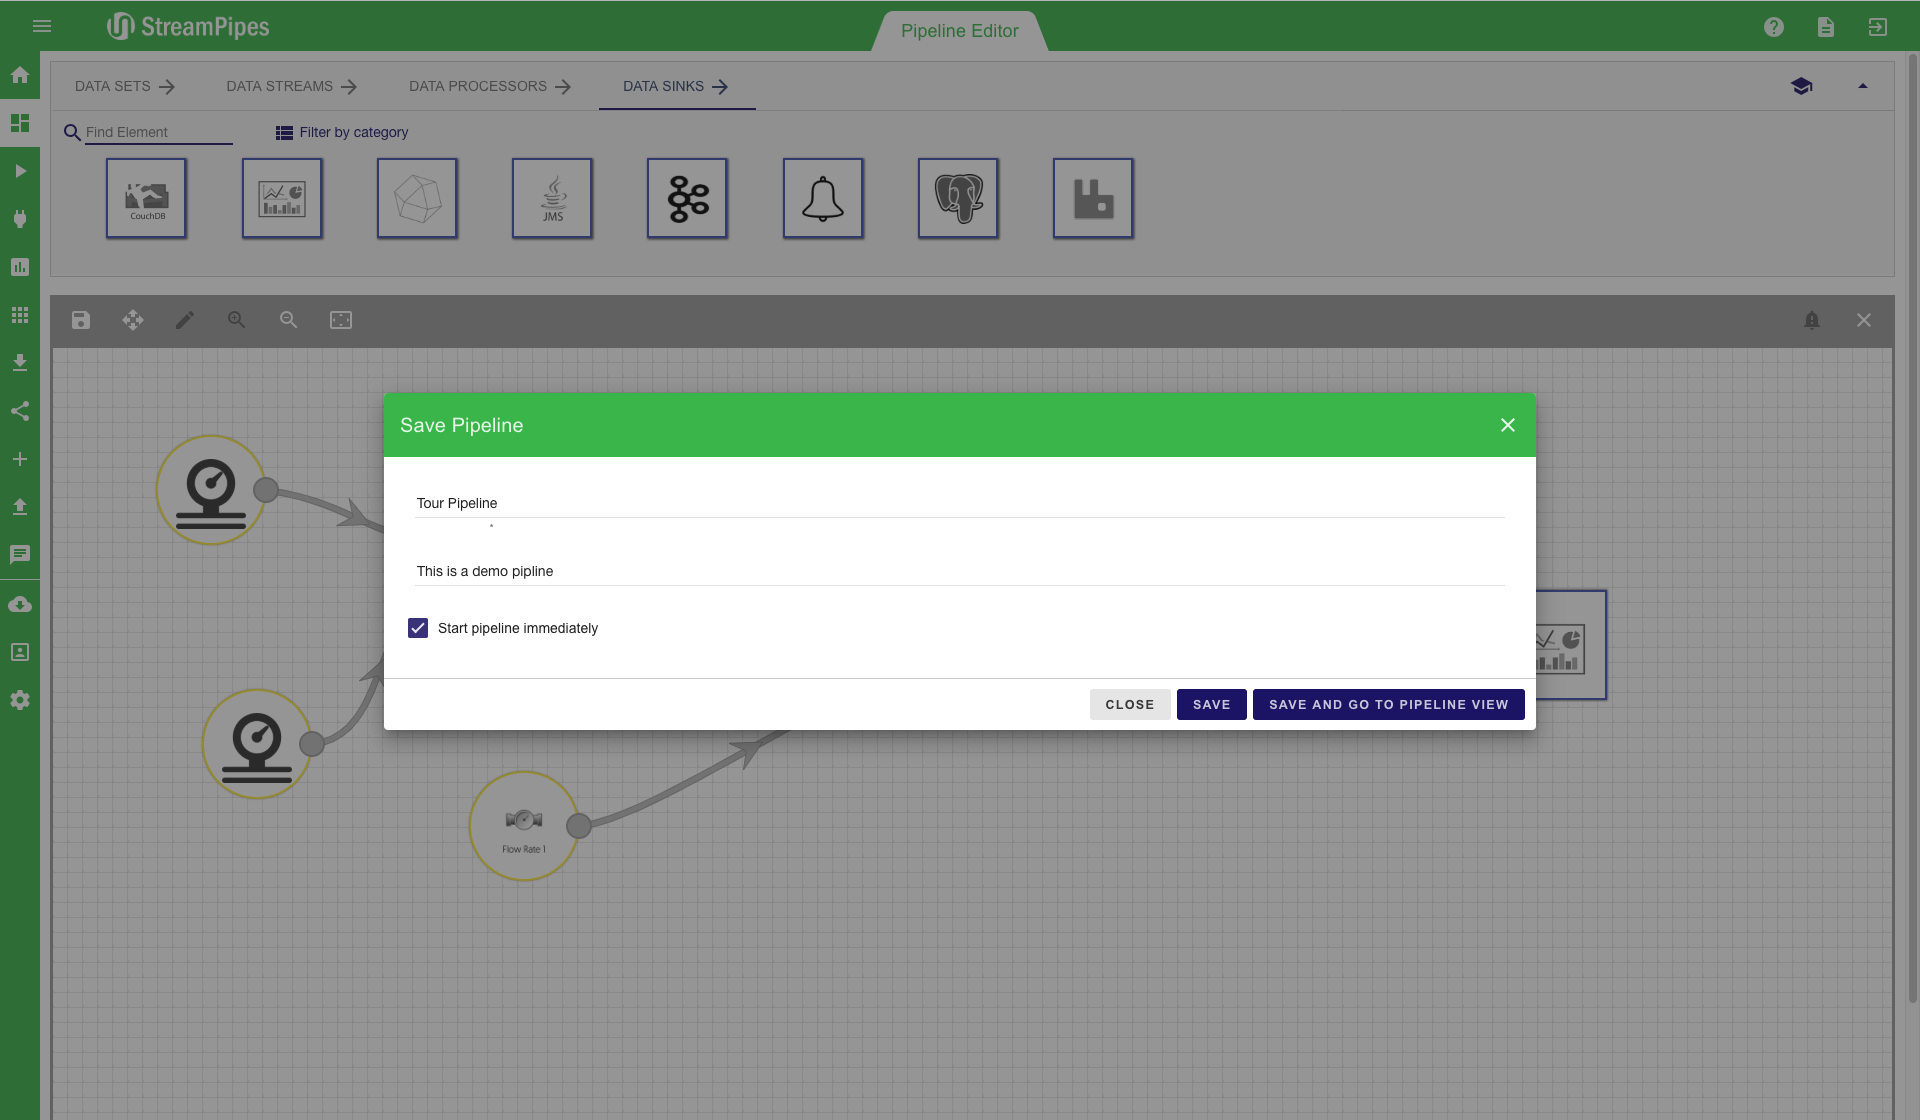 StreamPipes
Pipeline Editor
DATA SETS
DATA STREAMS
DATA PROCESSORS
DATA SINKS
Find Element
Filter by category
CouchDB
JMS
Save Pipeline
Tour Pipeline
*
This is a demo pipline
Start pipeline immediately
CLOSE
SAVE
SAVE AND GO TO PIPELINE VIEW
Flow Rate 1